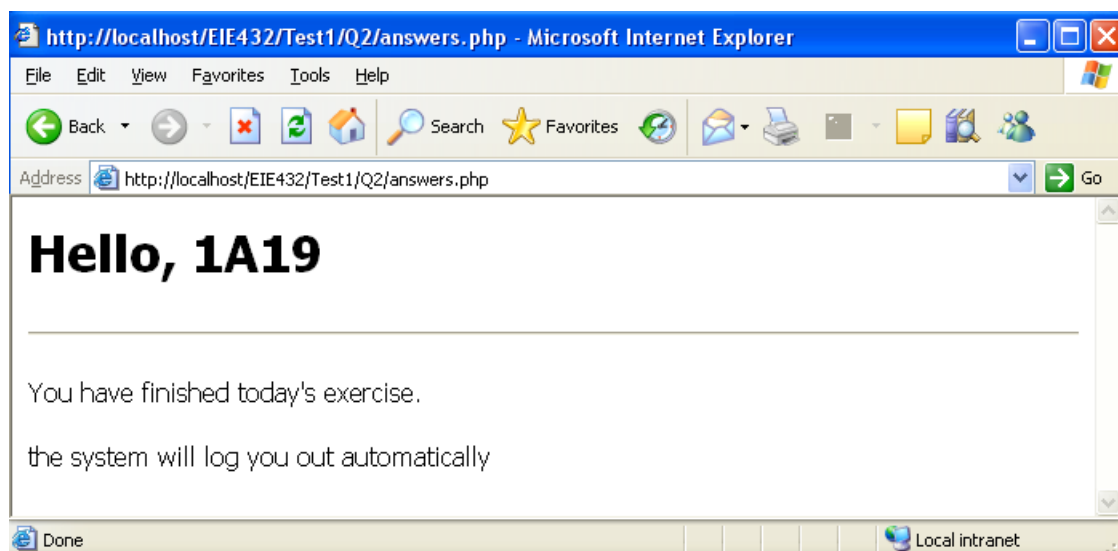 http://localhost/EIE432/Test1/Q2/answers.php - Microsoft Internet Explorer
File Edit View Favorites Tools Help
Back Search Favorites
Address http://localhost/EIE432/Test1/Q2/answers.php Go
Hello, 1A19
You have finished today's exercise.
the system will log you out automatically
Done Local intranet